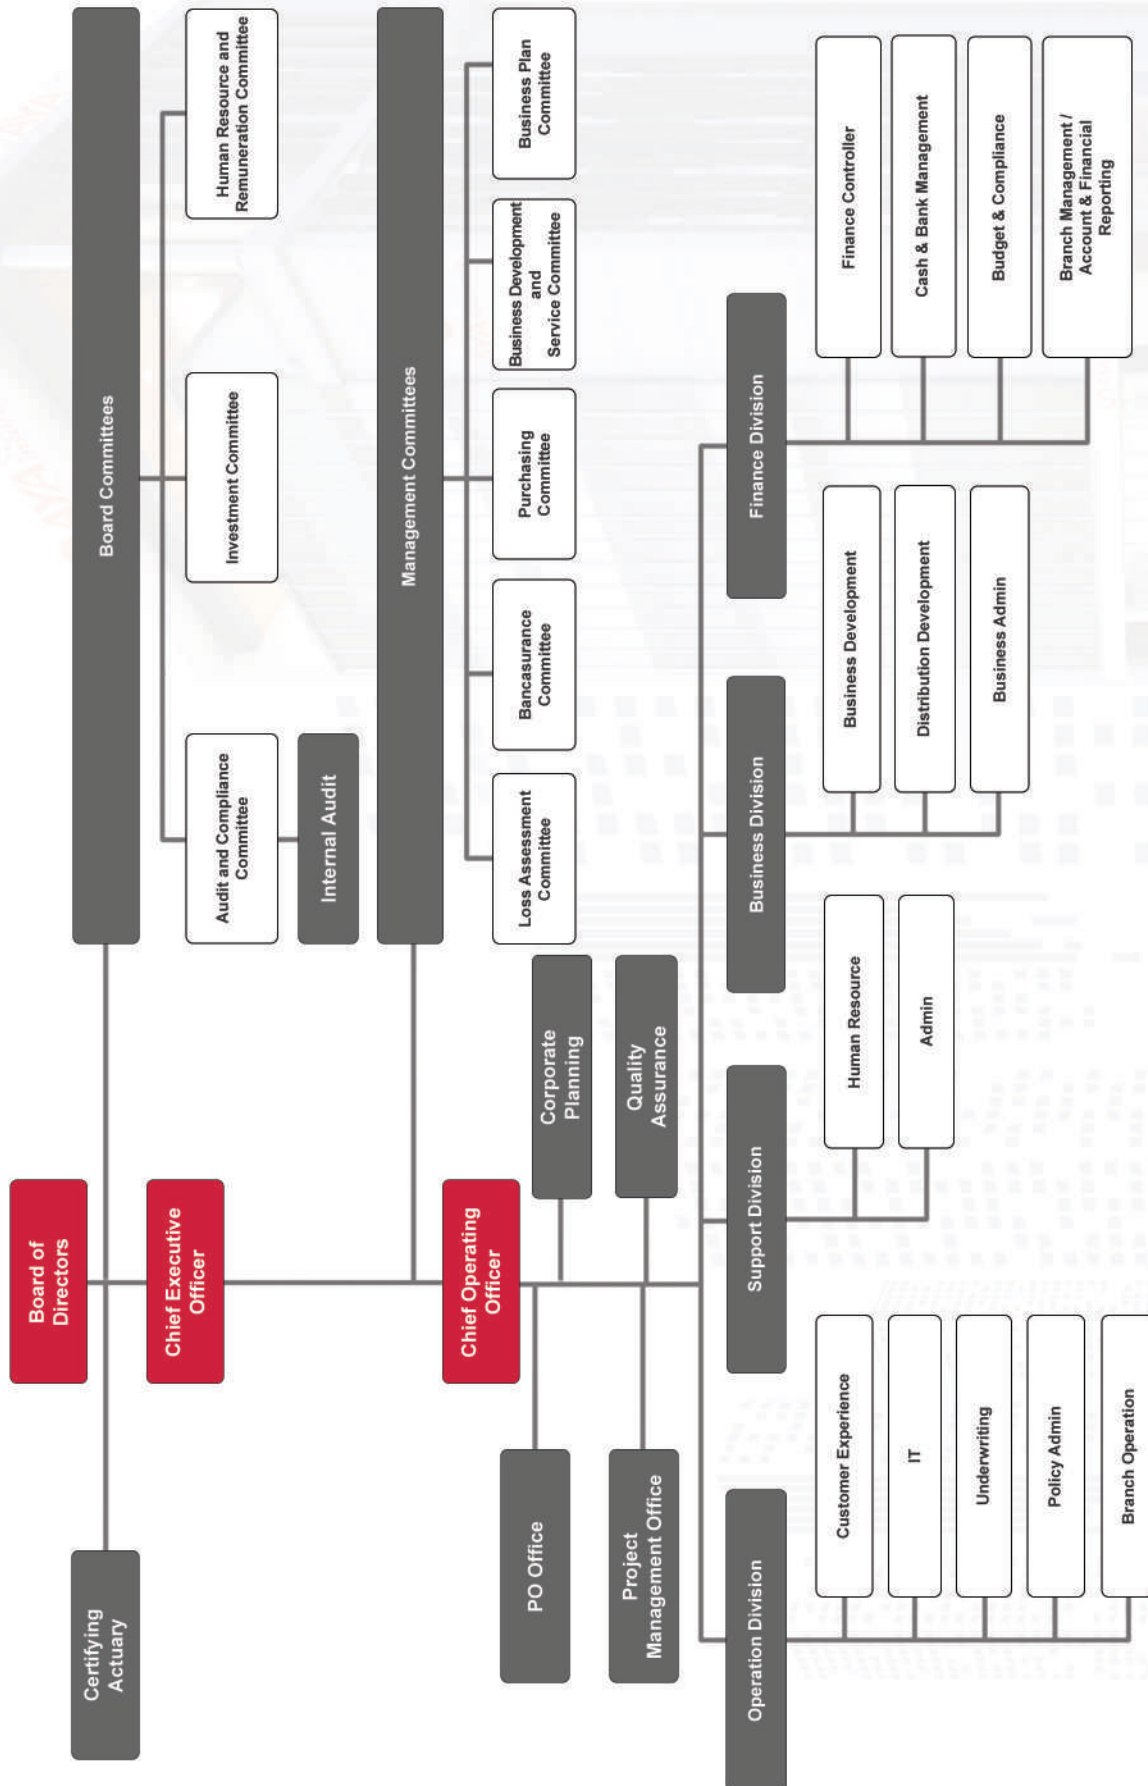 Board of
Directors
Certifying
Actuary
Board Committees
Chief Executive
Officer
Audit and Compliance
Committee
Investment Committee
Human Resource and
Remuneration Committee
Internal Audit
Management Committees
Chief Operating
Officer
Loss Assessment
Committee
Bancasurance
Committee
Purchasing
Committee
Business Development
and
Service Committee
Business Plan
Committee
PO Office
Corporate
Planning
Project
Management Office
Quality
Assurance
Operation Division
Support Division
Business Division
Finance Division
Customer Experience
IT
Underwriting
Policy Admin
Branch Operation
Human Resource
Admin
Business Development
Distribution Development
Business Admin
Finance Controller
Cash & Bank Management
Budget & Compliance
Branch Management /
Account & Financial
Reporting